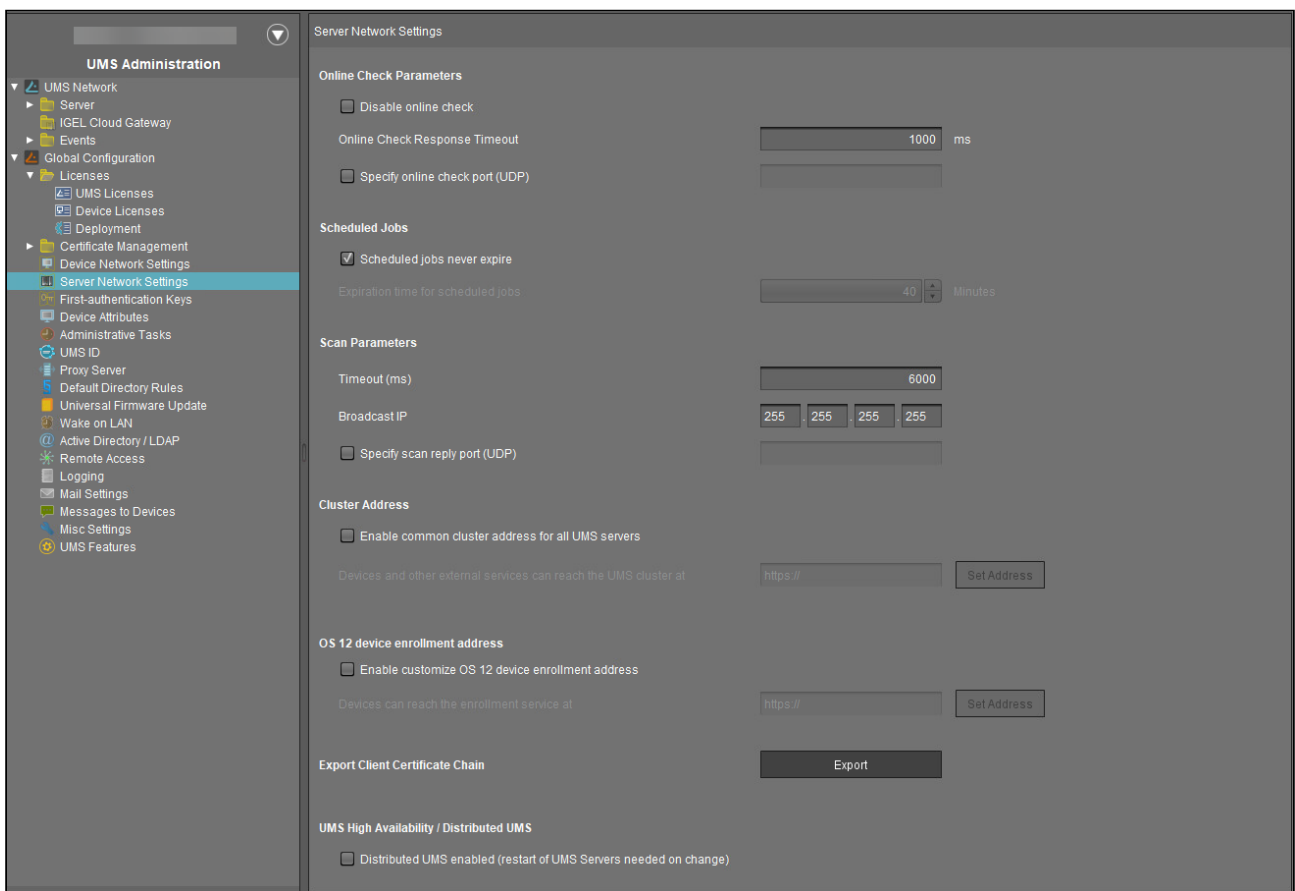 UMS Administration
UMS Network
Server
IGEL Cloud Gateway
Events
Global Configuration
Licenses
UMS Licenses
Device Licenses
Deployment
Certificate Management
Device Network Settings
Server Network Settings
First-authentication Keys
Device Attributes
Administrative Tasks
UMS ID
Proxy Server
Default Directory Rules
Universal Firmware Update
Wake on LAN
Active Directory / LDAP
Remote Access
Logging
Mail Settings
Messages to Devices
Misc Settings
UMS Features
Server Network Settings
Online Check Parameters
Disable online check
Online Check Response Timeout 1000 ms
Specify online check port (UDP)
Scheduled Jobs
Scheduled jobs never expire
Expiration time for scheduled jobs 40 Minutes
Scan Parameters
Timeout (ms) 6000
Broadcast IP 255 . 255 . 255 . 255
Specify scan reply port (UDP)
Cluster Address
Enable common cluster address for all UMS servers
Devices and other external services can reach the UMS cluster at https:// Set Address
OS 12 device enrollment address
Enable customize OS 12 device enrollment address
Devices can reach the enrollment service at https:// Set Address
Export Client Certificate Chain Export
UMS High Availability / Distributed UMS
Distributed UMS enabled (restart of UMS Servers needed on change)